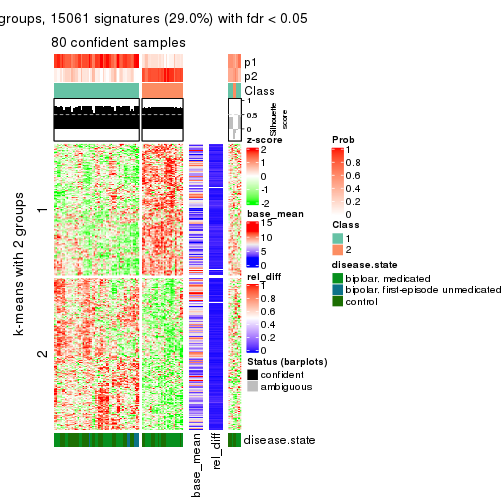 groups, 15061 signatures (29.0%) with fdr < 0.05
80 confident samples
p1
p2
Class
1
0.5
0
Silhouette
score
k-means with 2 groups
1
2
z-score
2
1
0
-1
-2
base_mean
15
10
5
0
rel_diff
1
0.8
0.6
0.4
0.2
0
Status (barplots)
confident
ambiguous
Prob
1
0.8
0.6
0.4
0.2
0
Class
1
2
disease.state
biploar, medicated
bipolar, first-episode unmedicated
control
disease.state
base_mean
rel_diff